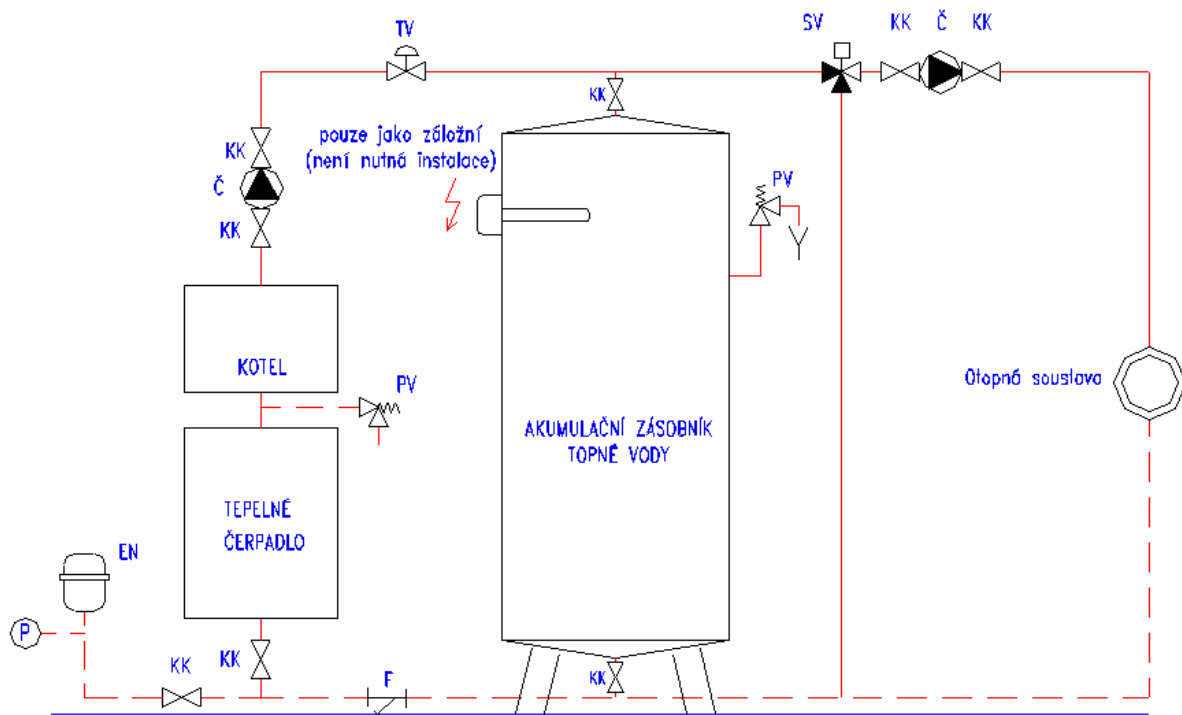 TV
SV
KK
Č
KK
KK
pouze jako záložní
(není nutná instalace)
KK
Č
KK
PV
KOTEL
PV
Otopná soustava
AKUMULAČNÍ ZÁSOBNÍK
TOPNÉ VODY
TEPELNÉ
ČERPADLO
EN
P
KK
KK
F
KK